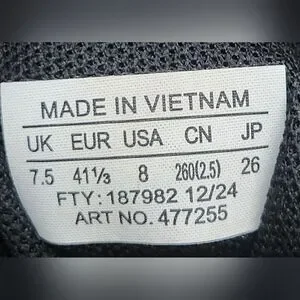 MADE IN VIETNAM
UK EUR USA CN JP
7.5 41⅓ 8 260(2.5) 26
FTY: 187982 12/24
ART NO. 477255